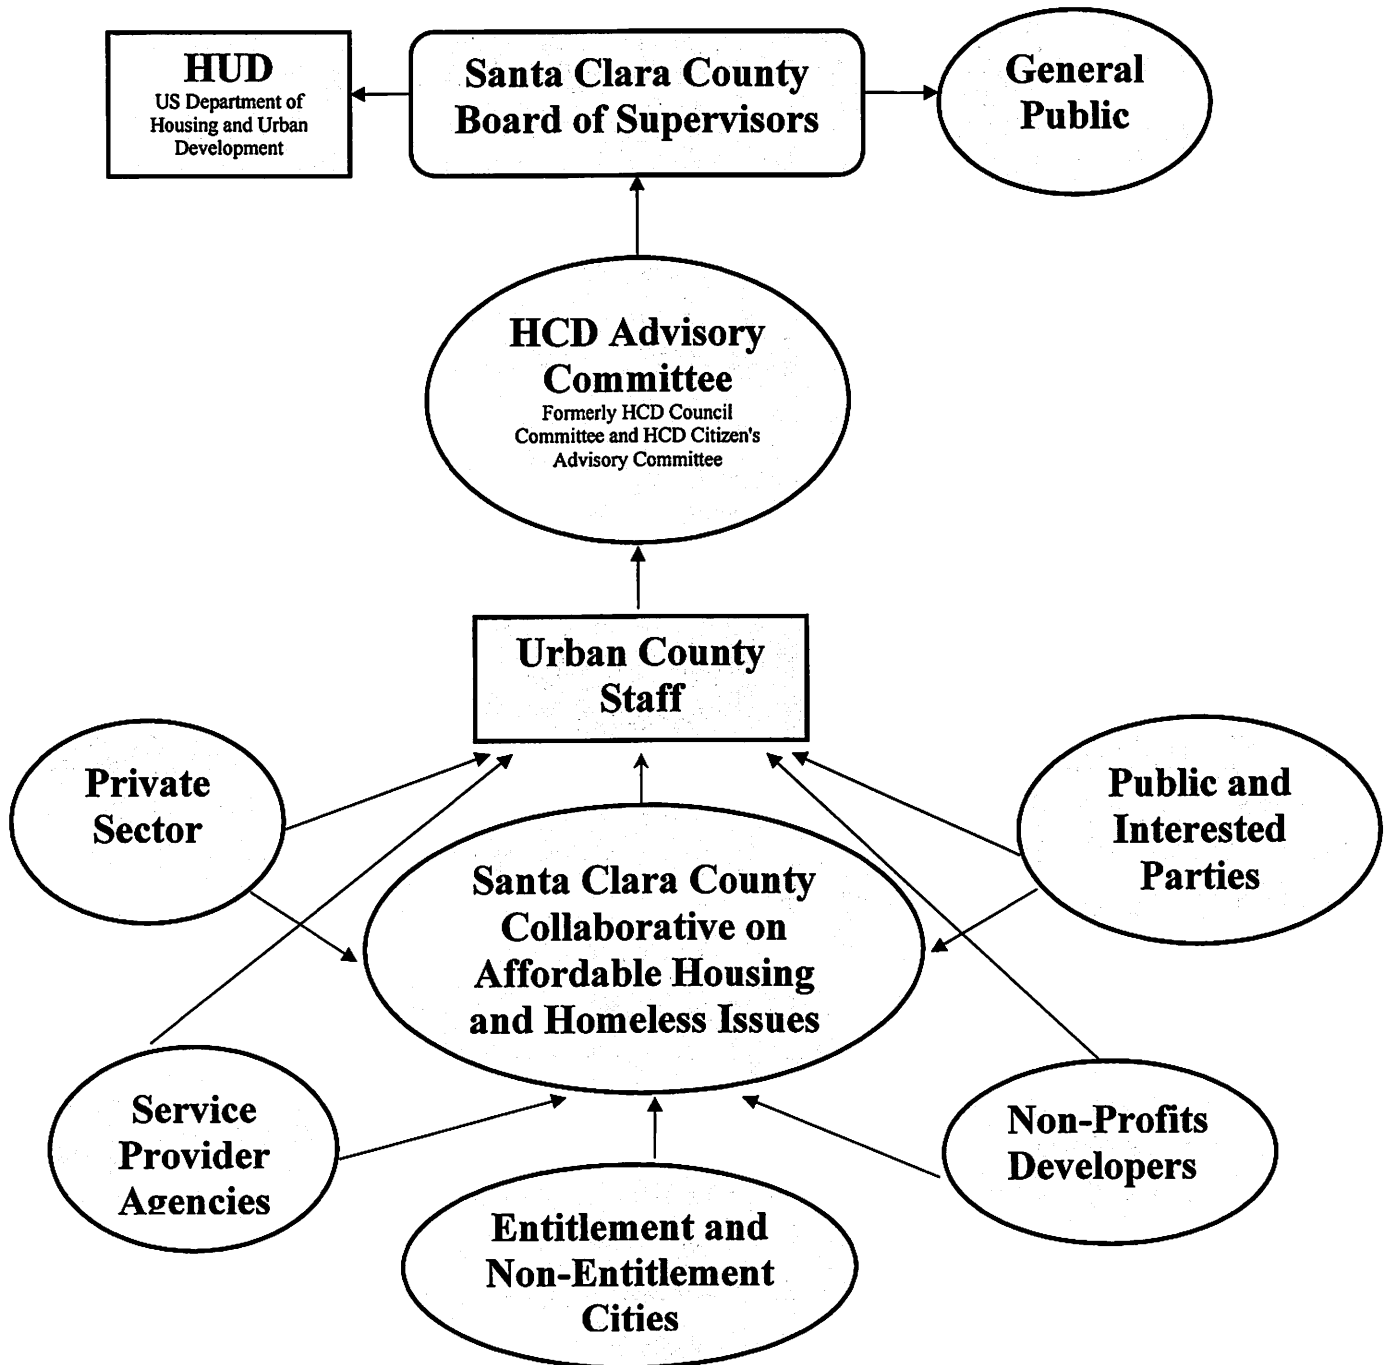 HUD
US Department of
Housing and Urban
Development
Santa Clara County
Board of Supervisors
General
Public
HCD Advisory
Committee
Formerly HCD Council
Committee and HCD Citizen's
Advisory Committee
Urban County
Staff
Private
Sector
Public and
Interested
Parties
Santa Clara County
Collaborative on
Affordable Housing
and Homeless Issues
Service
Provider
Agencies
Non-Profits
Developers
Entitlement and
Non-Entitlement
Cities